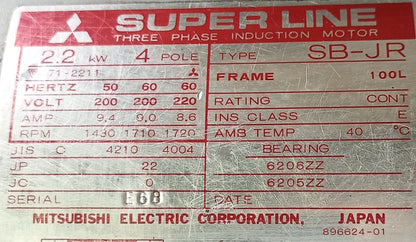 SUPER LINE
THREE PHASE INDUCTION MOTOR
2.2 kW 4 POLE TYPE SB-JR
71-2211 FRAME 100L
HERTZ 50 60 60
VOLT 200 200 220 RATING CONT
AMP. 9.4 9.0 8.6 INS CLASS E
RPM 1430 1710 1720 AMB TEMP 40 °C
JIS C 4210 4004 BEARING
JP 22 6206ZZ
JC 0 6205ZZ
SERIAL E68 DATE
MITSUBISHI ELECTRIC CORPORATION, JAPAN
896624-01